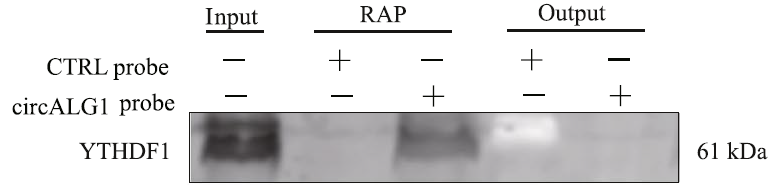 Input RAP Output
CTRL probe − + − + −
circALG1 probe − − + − +
YTHDF1 61 kDa